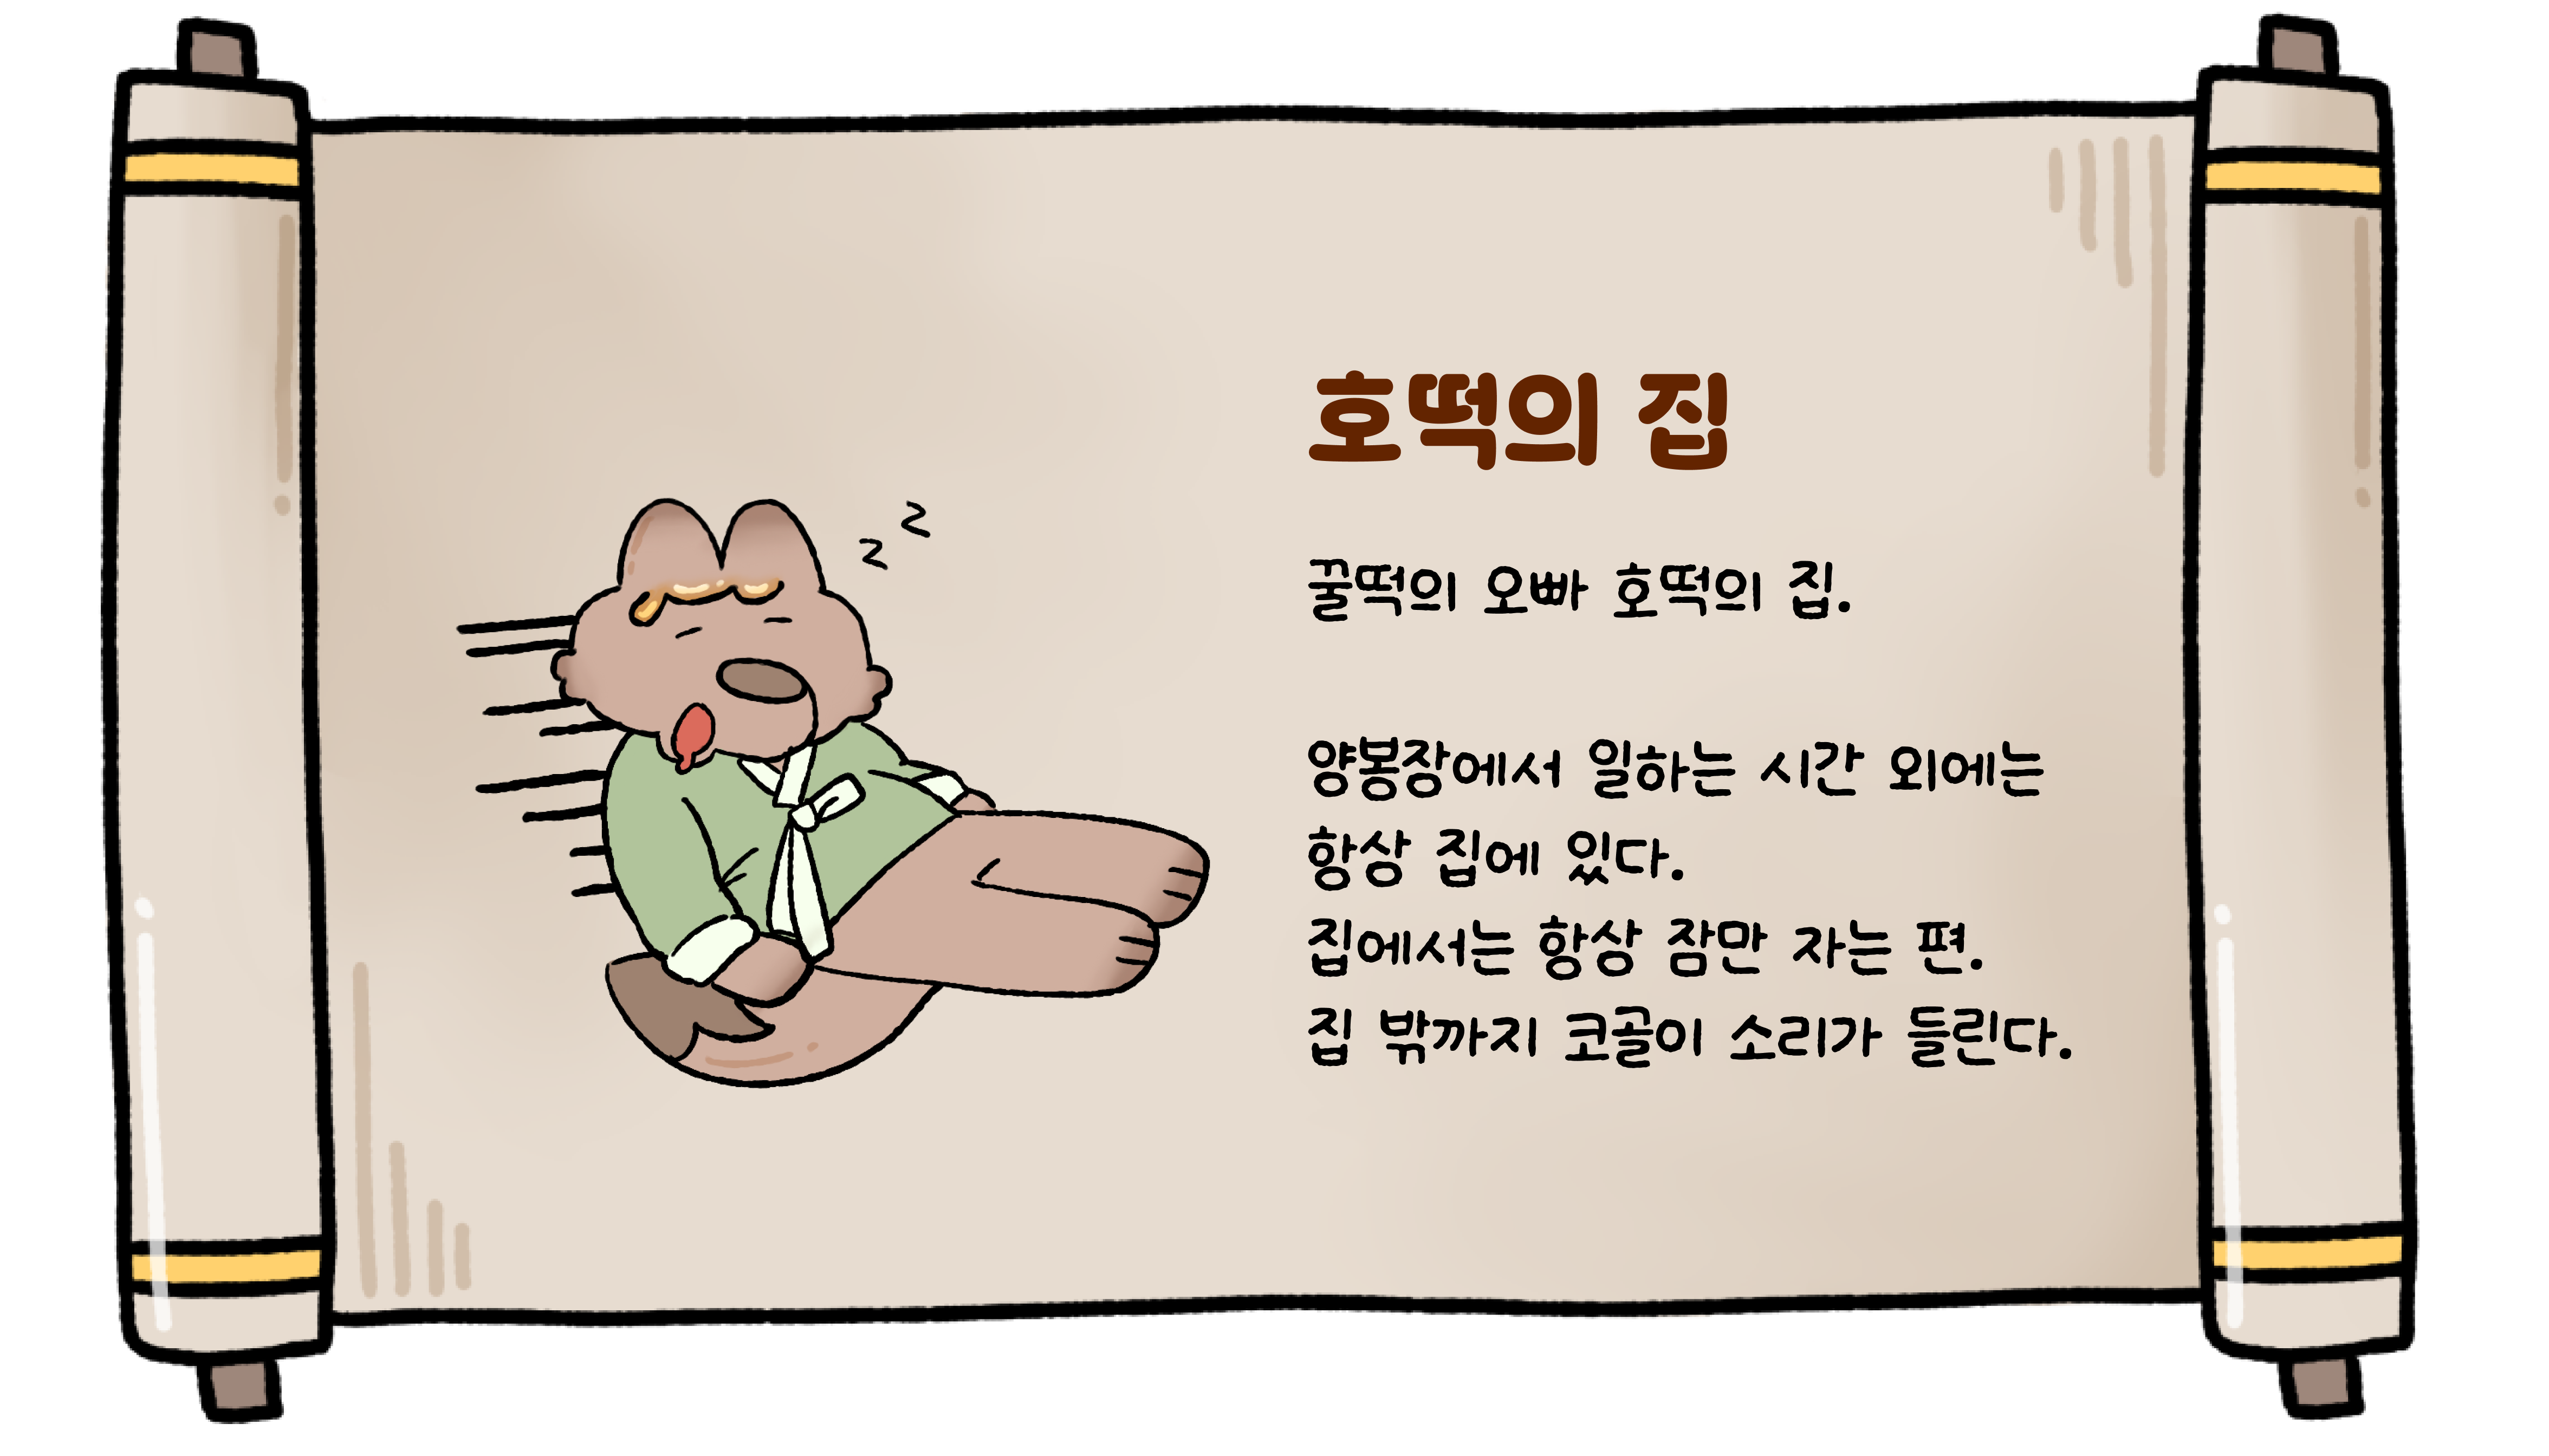 호떡의 집
꿀떡의 오빠 호떡의 집.
양봉장에서 일하는 시간 외에는
항상 집에 있다.
집에서는 항상 잠만 자는 편.
집 밖까지 코골이 소리가 들린다.
z z